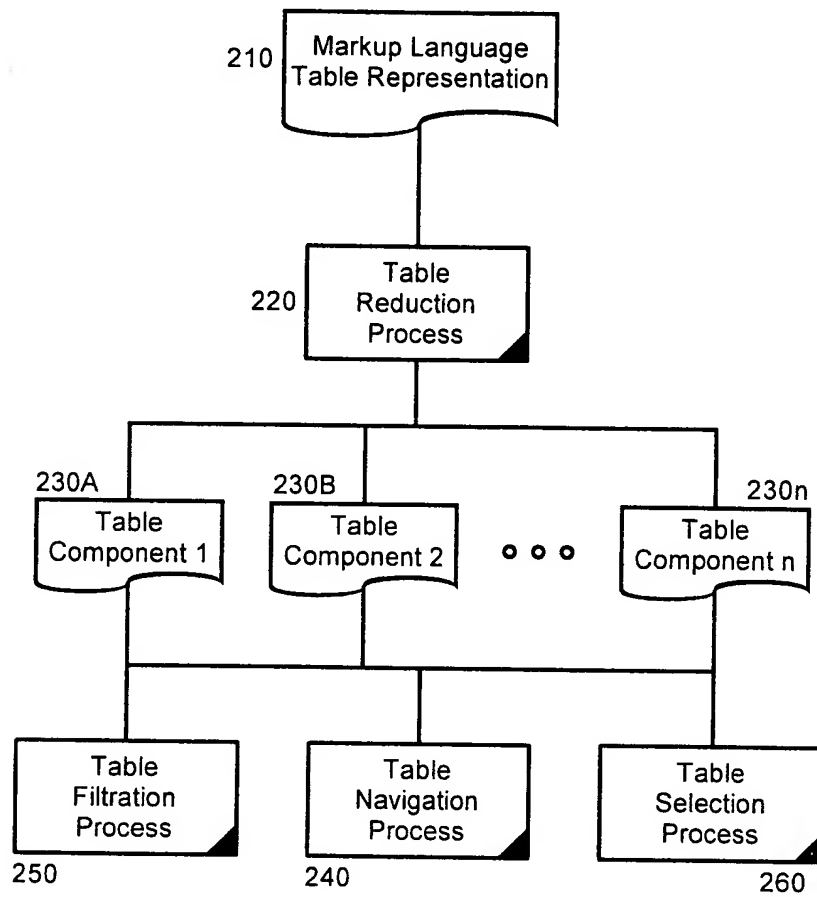 210
Markup Language
Table Representation
220
Table
Reduction
Process
230A
230B
230n
Table
Component 1
Table
Component 2
Table
Component n
Table
Filtration
Process
Table
Navigation
Process
Table
Selection
Process
250
240
260